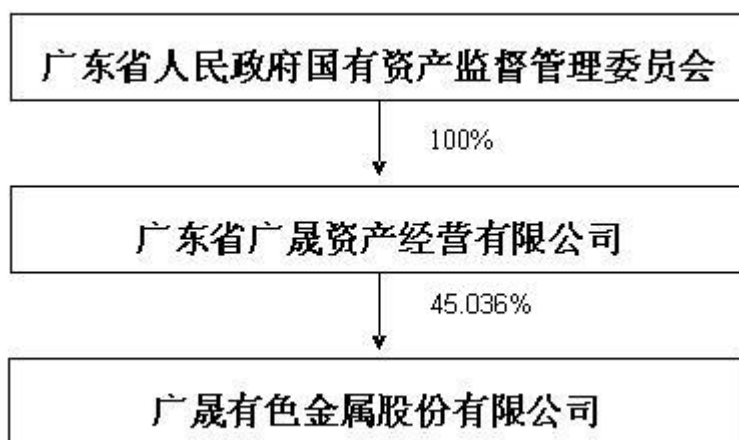 广东省人民政府国有资产监督管理委员会
100%
广东省广晟资产经营有限公司
45.036%
广晟有色金属股份有限公司